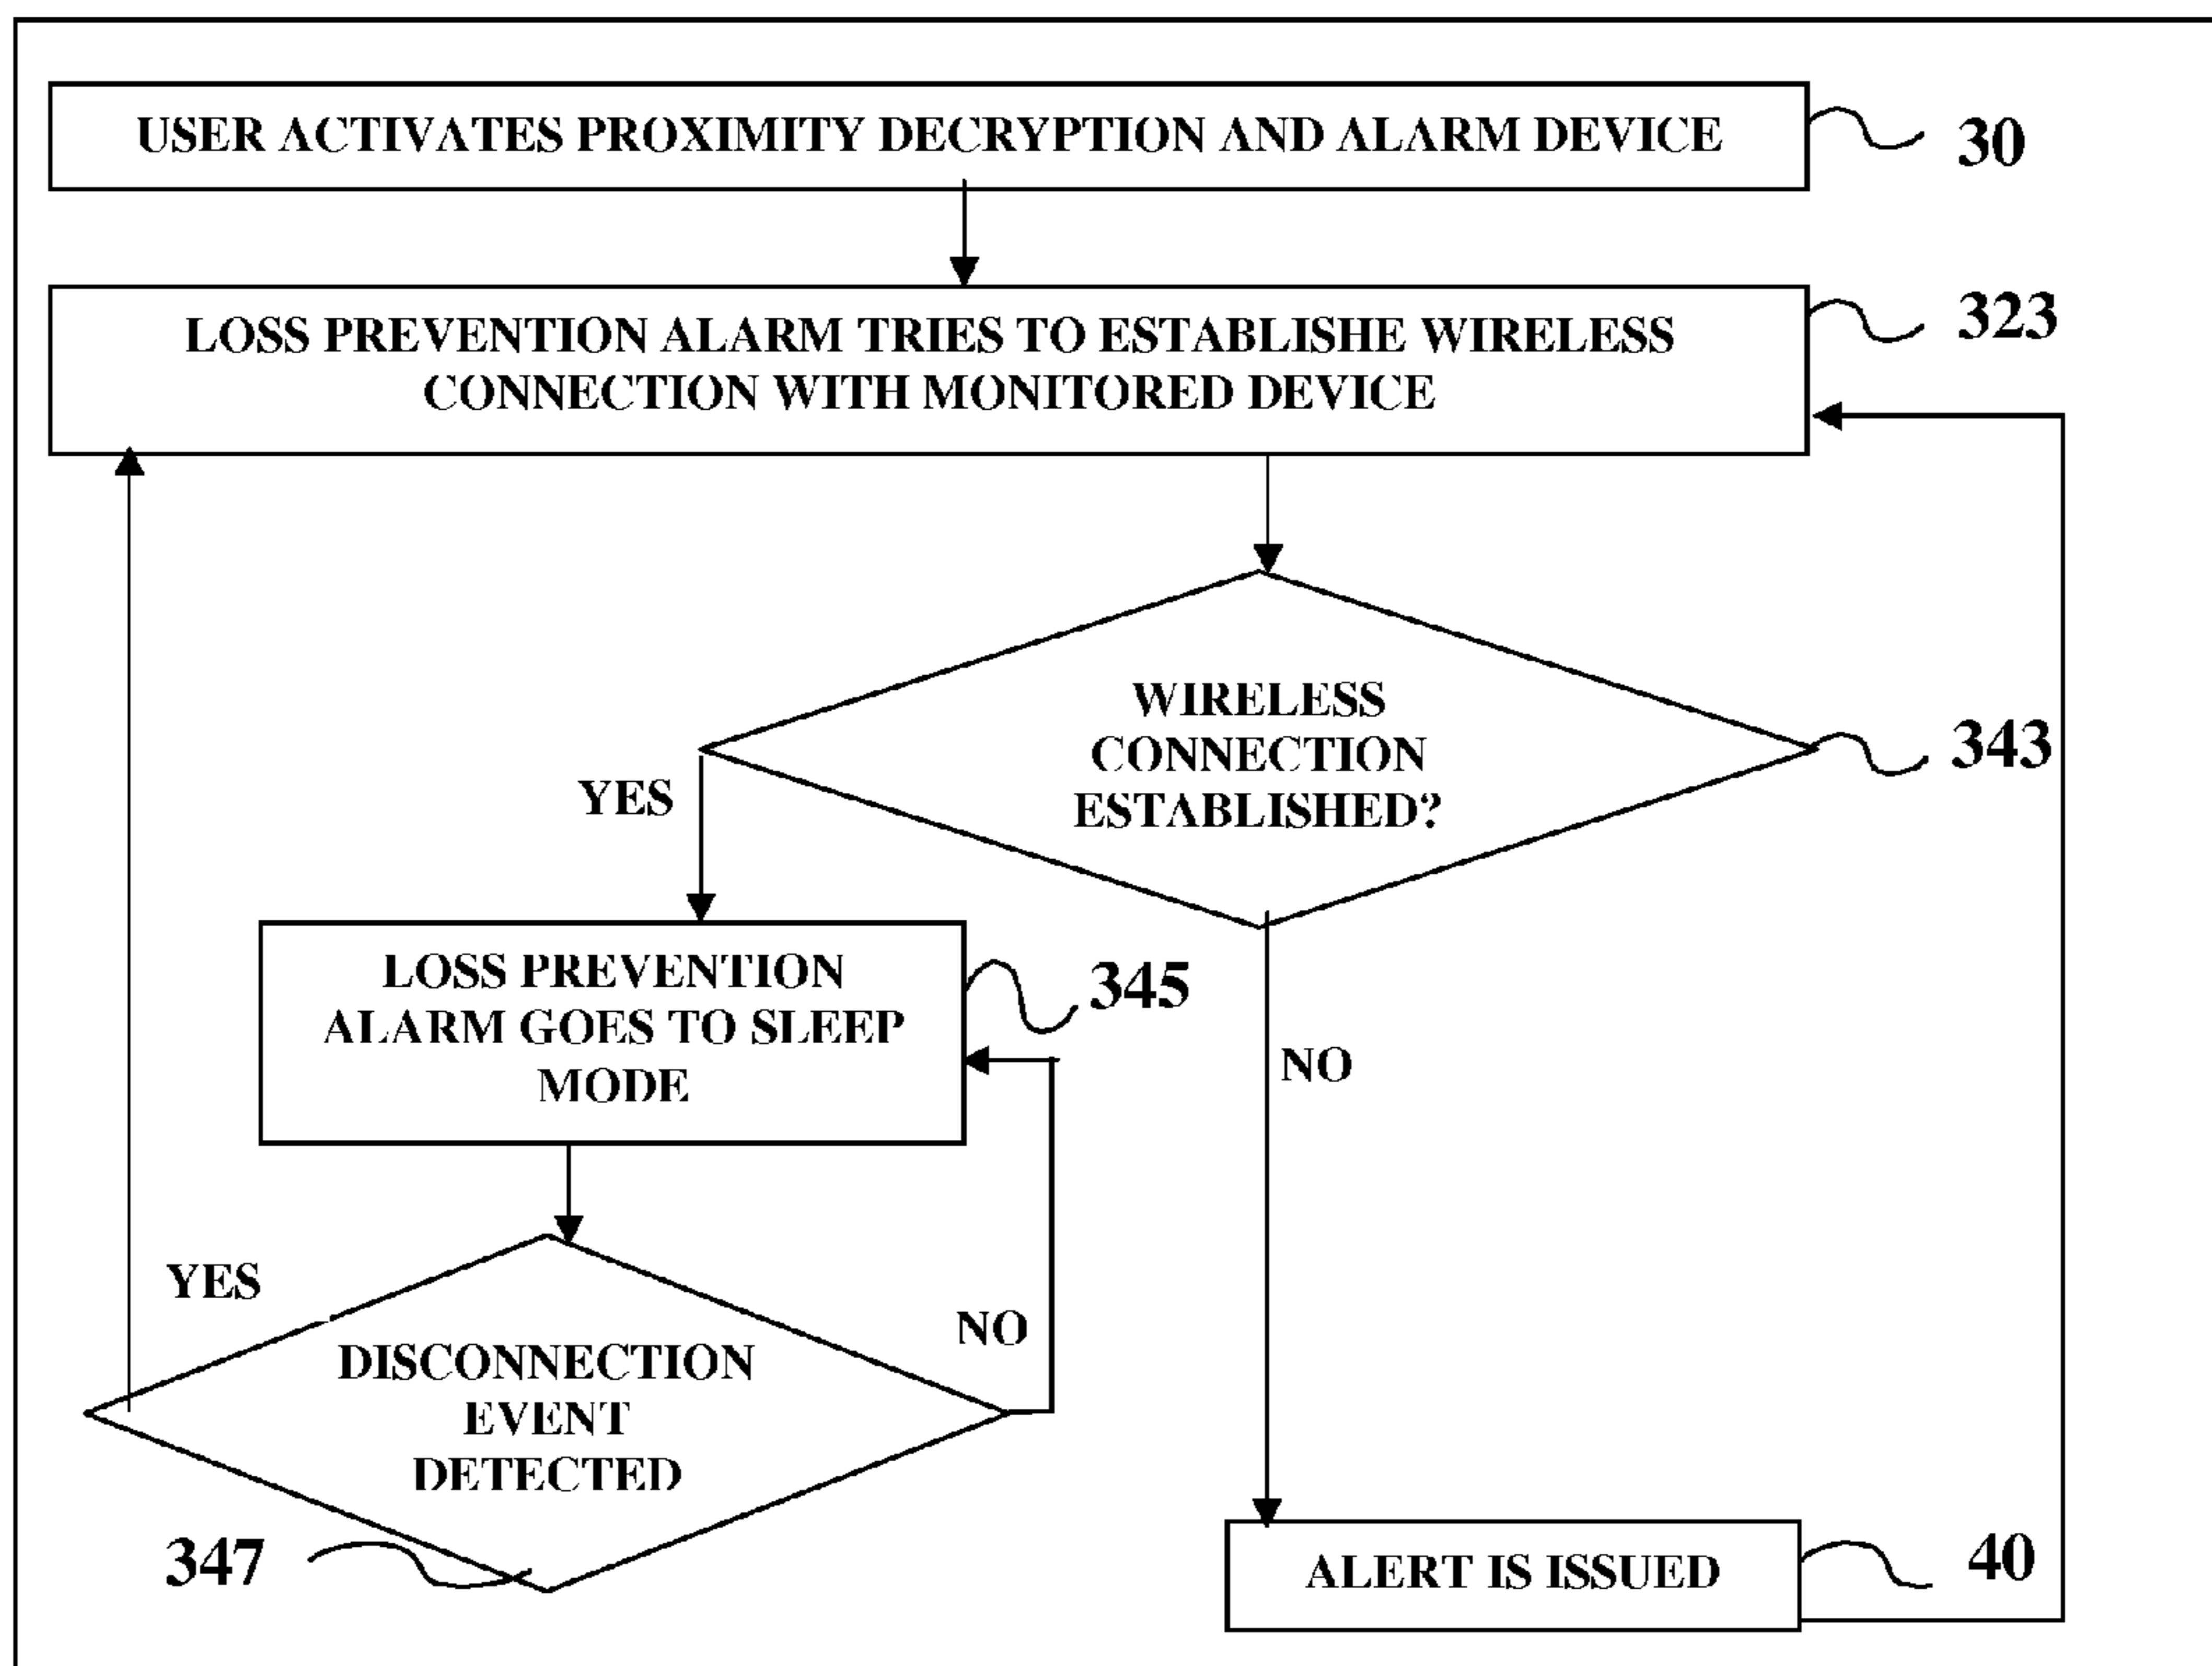 USER ACTIVATES PROXIMITY DECRYPTION AND ALARM DEVICE
30
LOSS PREVENTION ALARM TRIES TO ESTABLISHE WIRELESS
CONNECTION WITH MONITORED DEVICE
323
WIRELESS
CONNECTION
ESTABLISHED?
343
YES
LOSS PREVENTION
ALARM GOES TO SLEEP
MODE
345
NO
YES
NO
DISCONNECTION
EVENT
DETECTED
347
ALERT IS ISSUED
40